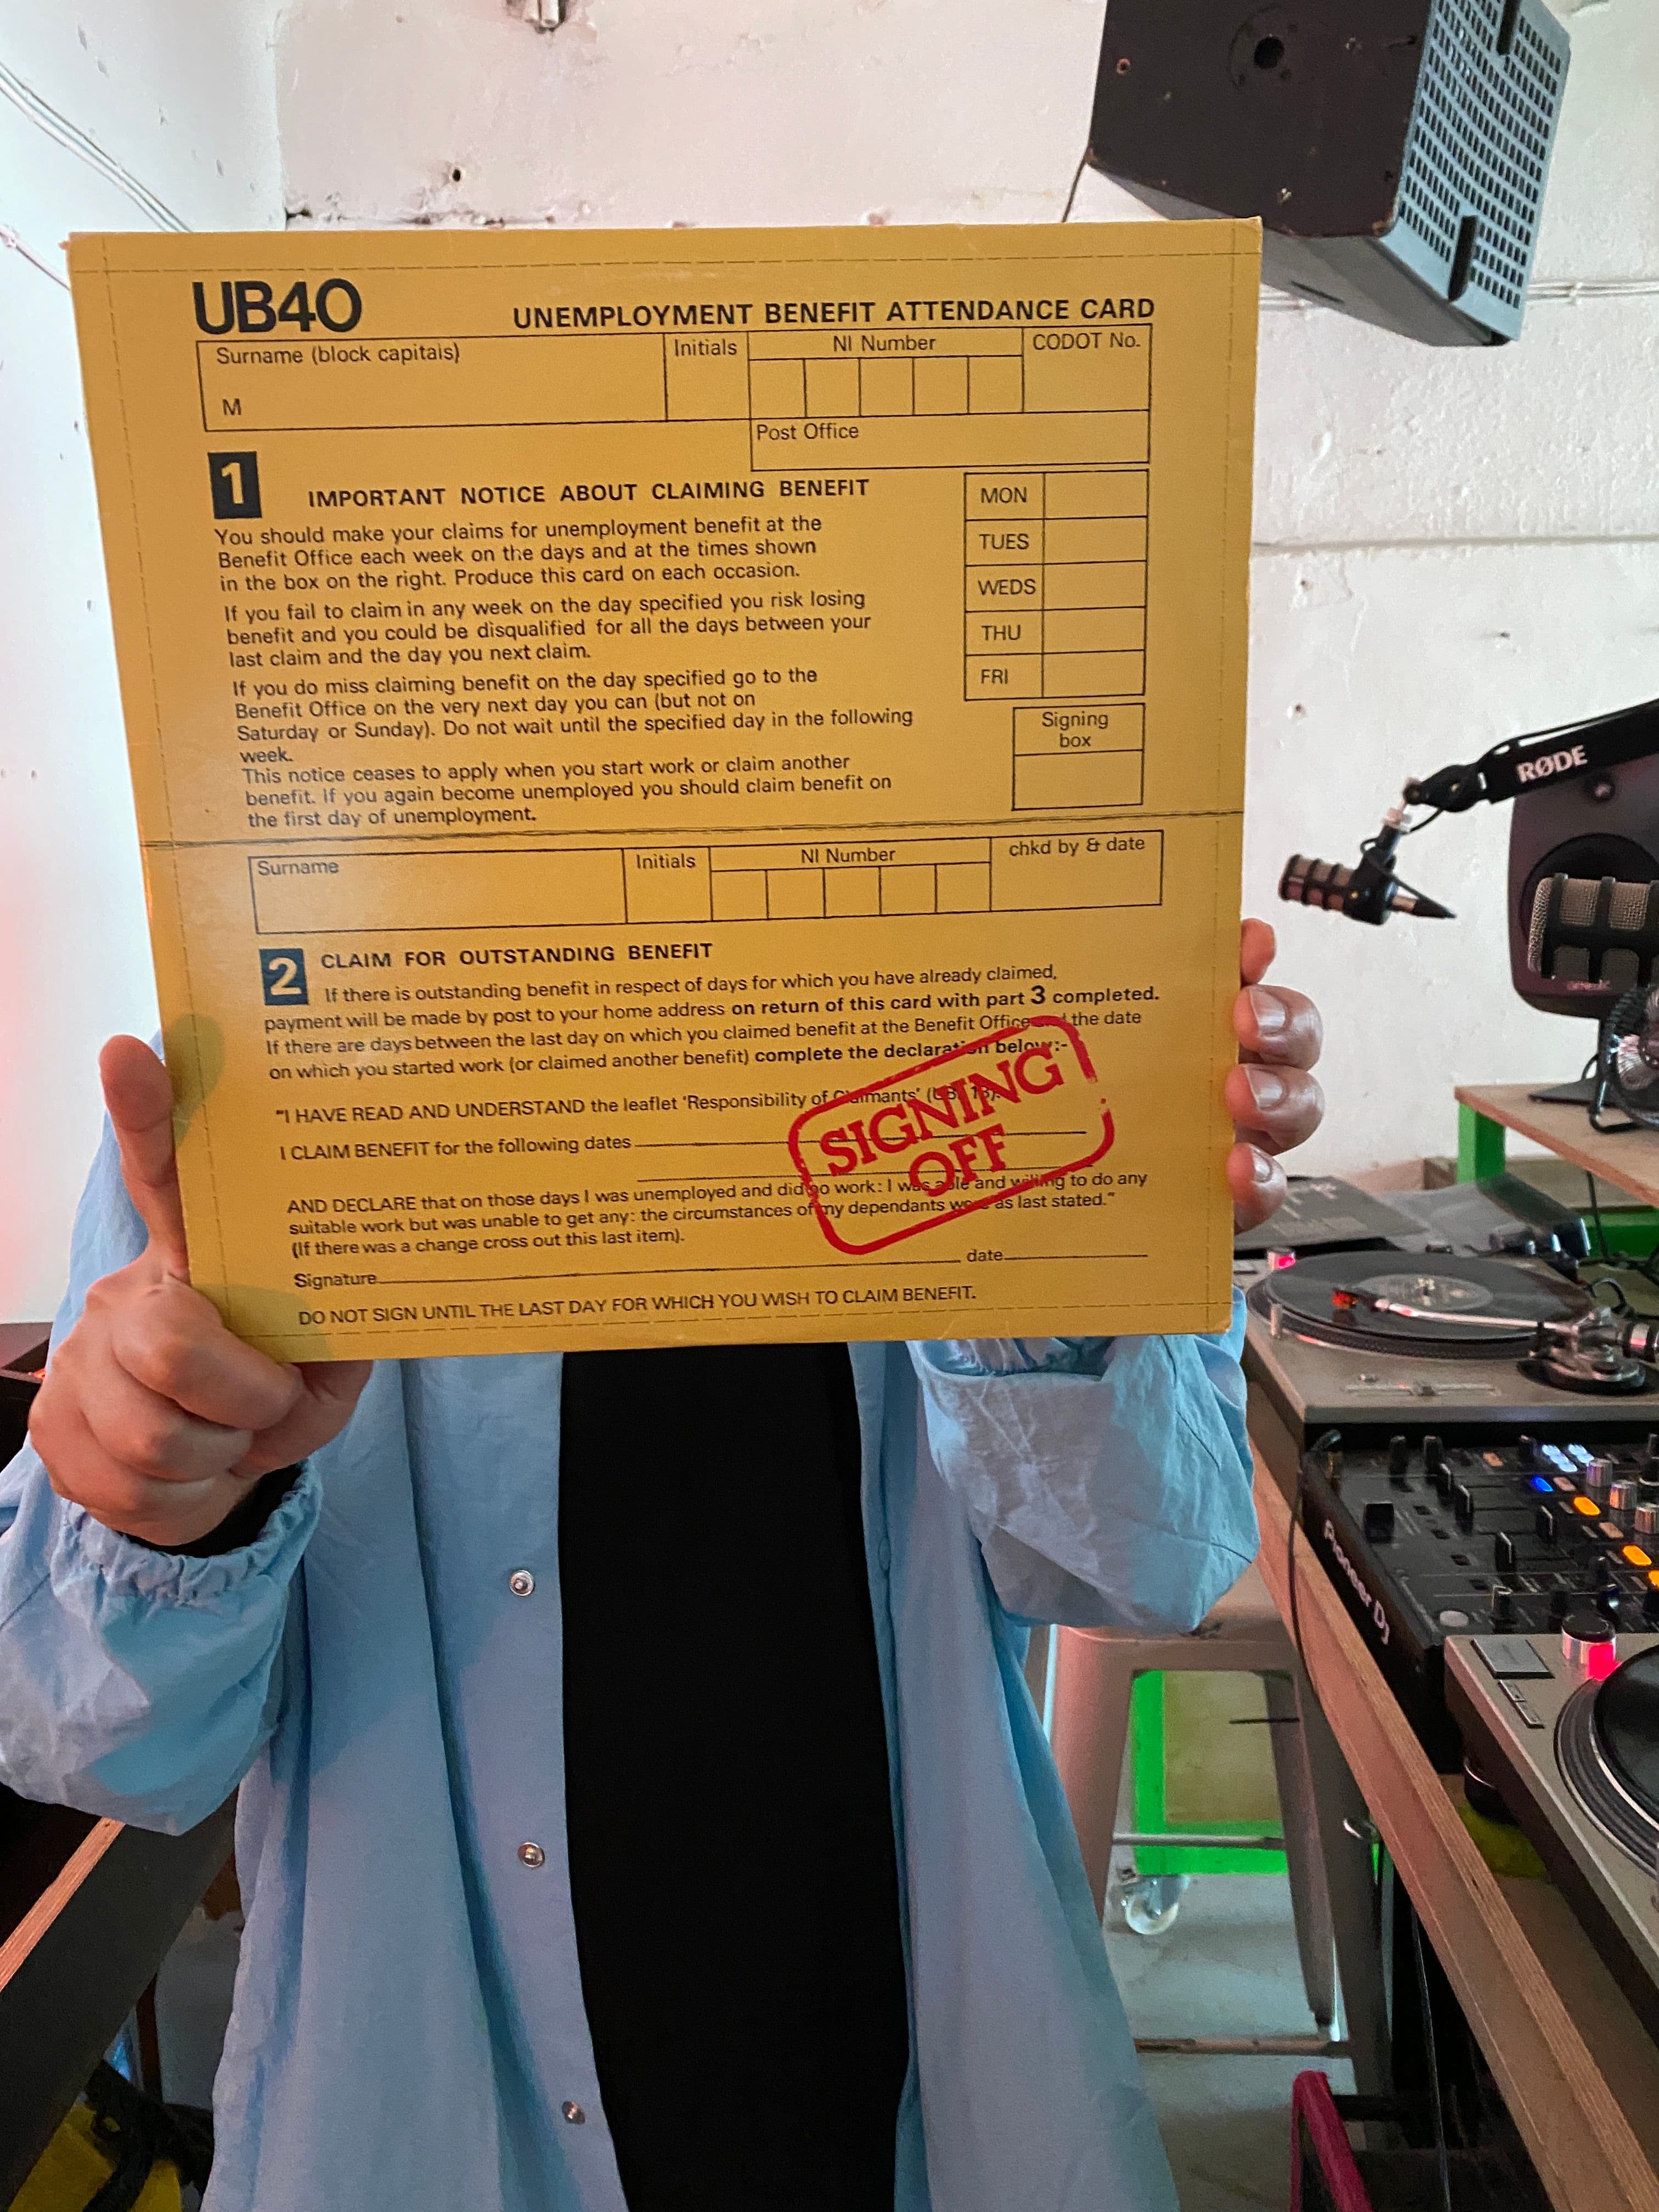 UB40
UNEMPLOYMENT BENEFIT ATTENDANCE CARD
Surname (block capitals)
Initials
NI Number
CODOT No.
M
Post Office
1
IMPORTANT NOTICE ABOUT CLAIMING BENEFIT
You should make your claims for unemployment benefit at the
Benefit Office each week on the days and at the times shown
in the box on the right. Produce this card on each occasion.
If you fail to claim in any week on the day specified you risk losing
benefit and you could be disqualified for all the days between your
last claim and the day you next claim.
If you do miss claiming benefit on the day specified go to the
Benefit Office on the very next day you can (but not on
Saturday or Sunday). Do not wait until the specified day in the following
week.
This notice ceases to apply when you start work or claim another
benefit. If you again become unemployed you should claim benefit on
the first day of unemployment.
MON
TUES
WEDS
THU
FRI
Signing
box
Surname
Initials
NI Number
chkd by & date
2
CLAIM FOR OUTSTANDING BENEFIT
If there is outstanding benefit in respect of days for which you have already claimed,
payment will be made by post to your home address on return of this card with part 3 completed.
If there are days between the last day on which you claimed benefit at the Benefit Office and the date
on which you started work (or claimed another benefit) complete the declaration below:-
"I HAVE READ AND UNDERSTAND the leaflet 'Responsibility of Claimants'
I CLAIM BENEFIT for the following dates
AND DECLARE that on those days I was unemployed and did no work: I was able and willing to do any
suitable work but was unable to get any: the circumstances of my dependants were as last stated."
(If there was a change cross out this last item).
Signature
date
DO NOT SIGN UNTIL THE LAST DAY FOR WHICH YOU WISH TO CLAIM BENEFIT.
SIGNING
OFF
RØDE
Pioneer DJ